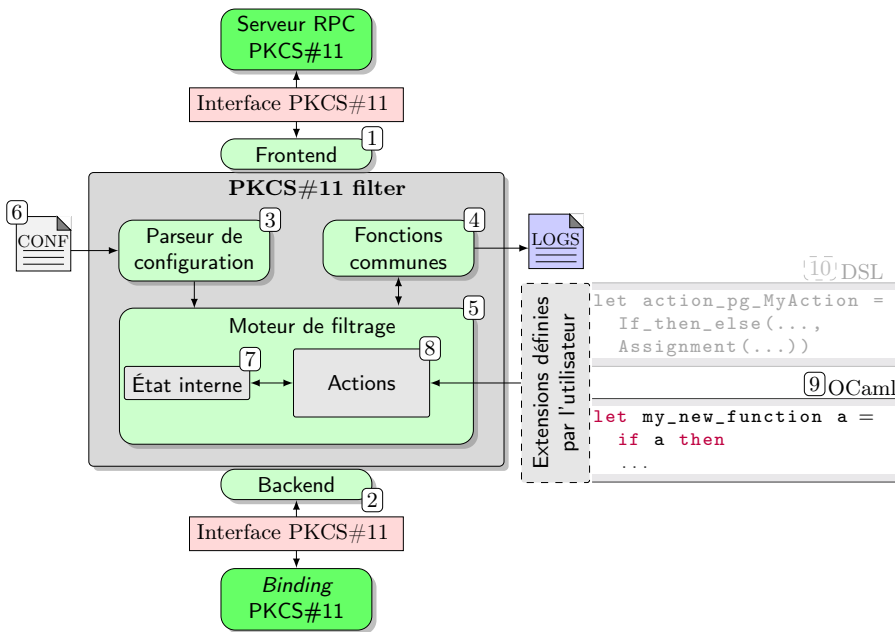 Serveur RPC
PKCS#11
Interface PKCS#11
1
Frontend
PKCS#11 filter
6
CONF
3
Parseur de
configuration
4
Fonctions
communes
LOGS
5
Moteur de filtrage
7
État interne
8
Actions
Extensions définies
par l'utilisateur
10 DSL
let action_pg_MyAction =
If_then_else(...,
Assignment(...))
9 OCaml
let my_new_function a =
if a then
...
Backend
2
Interface PKCS#11
Binding
PKCS#11